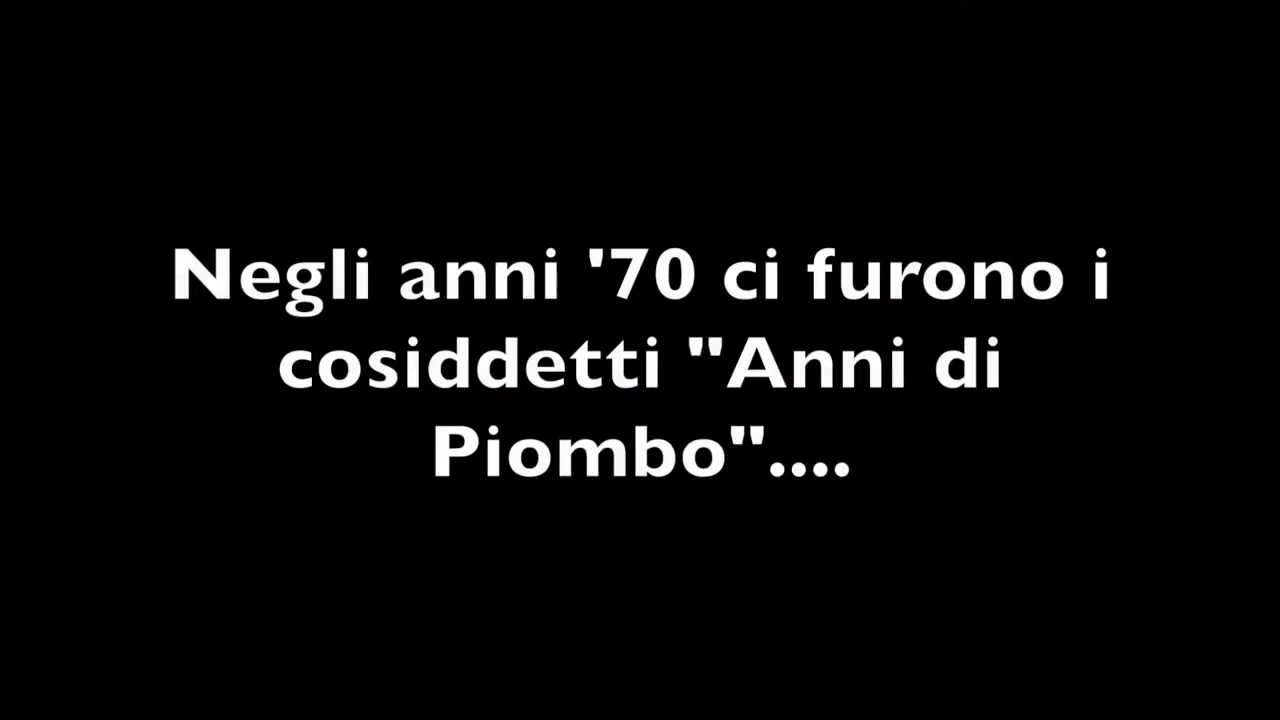 Negli anni '70 ci furono i
cosiddetti "Anni di
Piombo"....